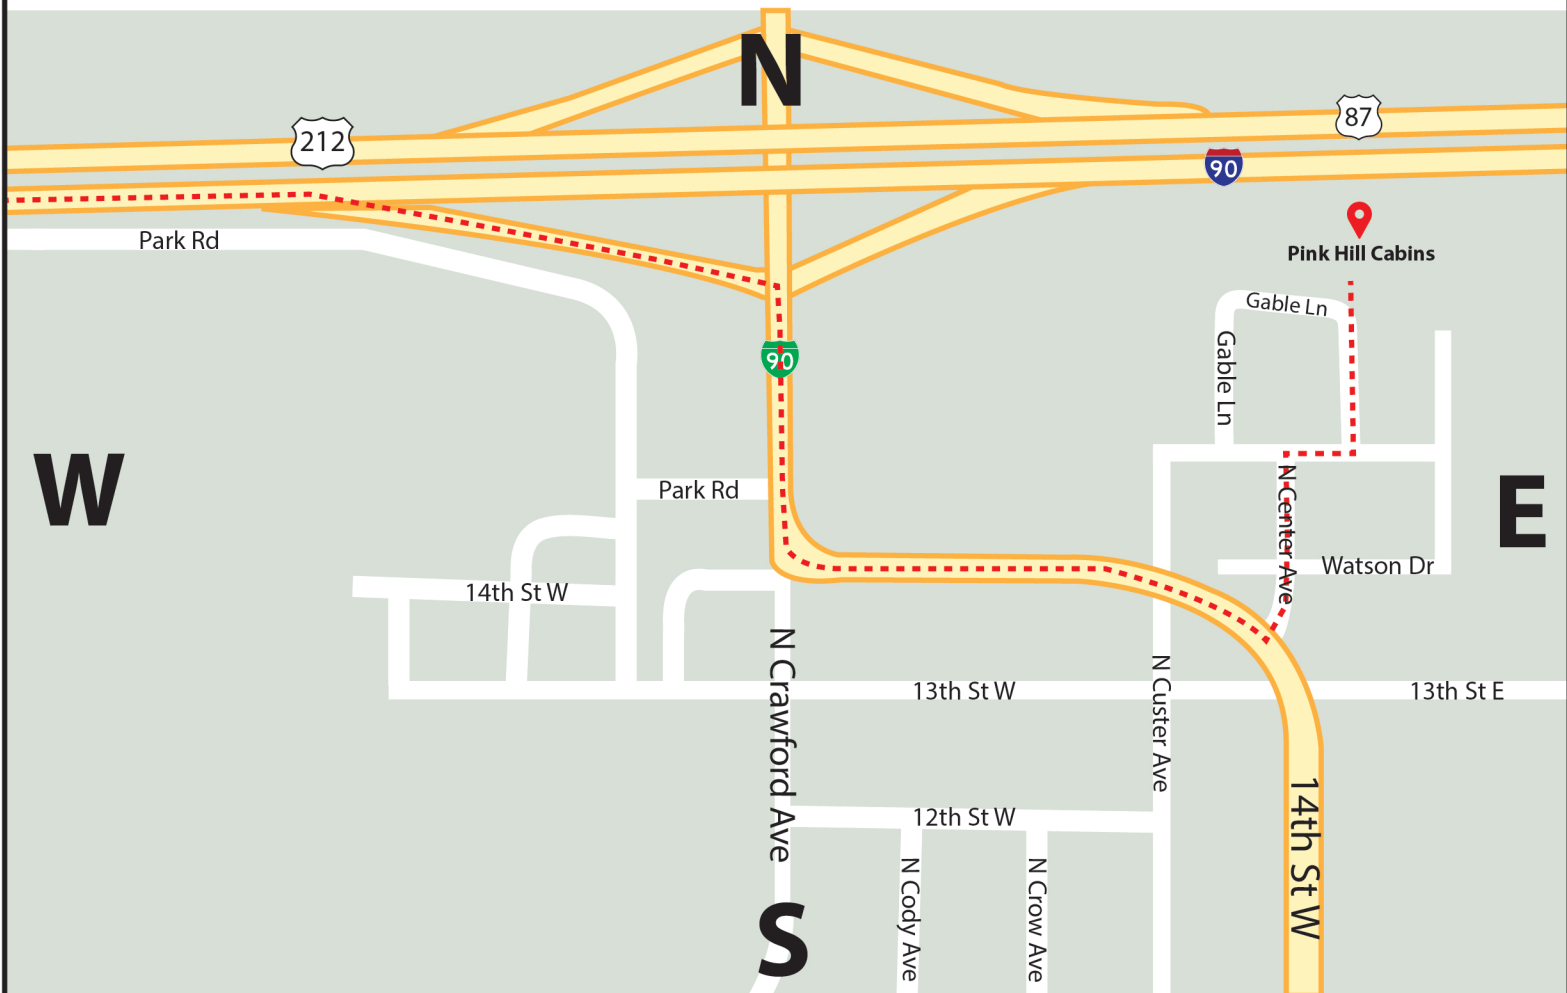 N
212
87
90
Park Rd
Pink Hill Cabins
Gable Ln
Gable Ln
90
W
E
Park Rd
N Center Ave
Watson Dr
14th St W
N Crawford Ave
N Custer Ave
13th St W
13th St E
12th St W
14th St W
N Cody Ave
N Crow Ave
S